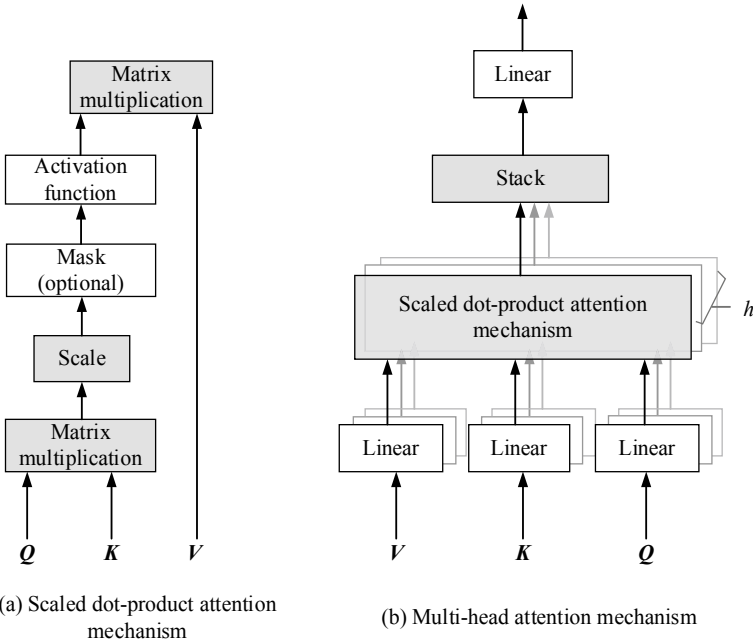 Matrix
multiplication
Activation
function
Mask
(optional)
Scale
Matrix
multiplication
Q
K
V
(a) Scaled dot-product attention
mechanism
Linear
Stack
Scaled dot-product attention
mechanism
h
Linear
Linear
Linear
V
K
Q
(b) Multi-head attention mechanism